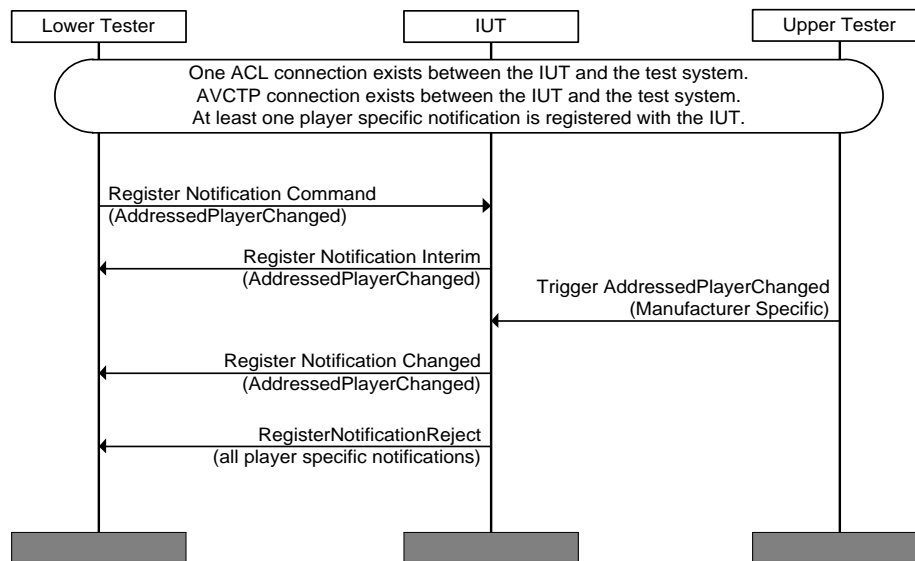 Lower Tester
IUT
Upper Tester
One ACL connection exists between the IUT and the test system.
AVCTP connection exists between the IUT and the test system.
At least one player specific notification is registered with the IUT.
Register Notification Command
(AddressedPlayerChanged)
Register Notification Interim
(AddressedPlayerChanged)
Trigger AddressedPlayerChanged
(Manufacturer Specific)
Register Notification Changed
(AddressedPlayerChanged)
RegisterNotificationReject
(all player specific notifications)